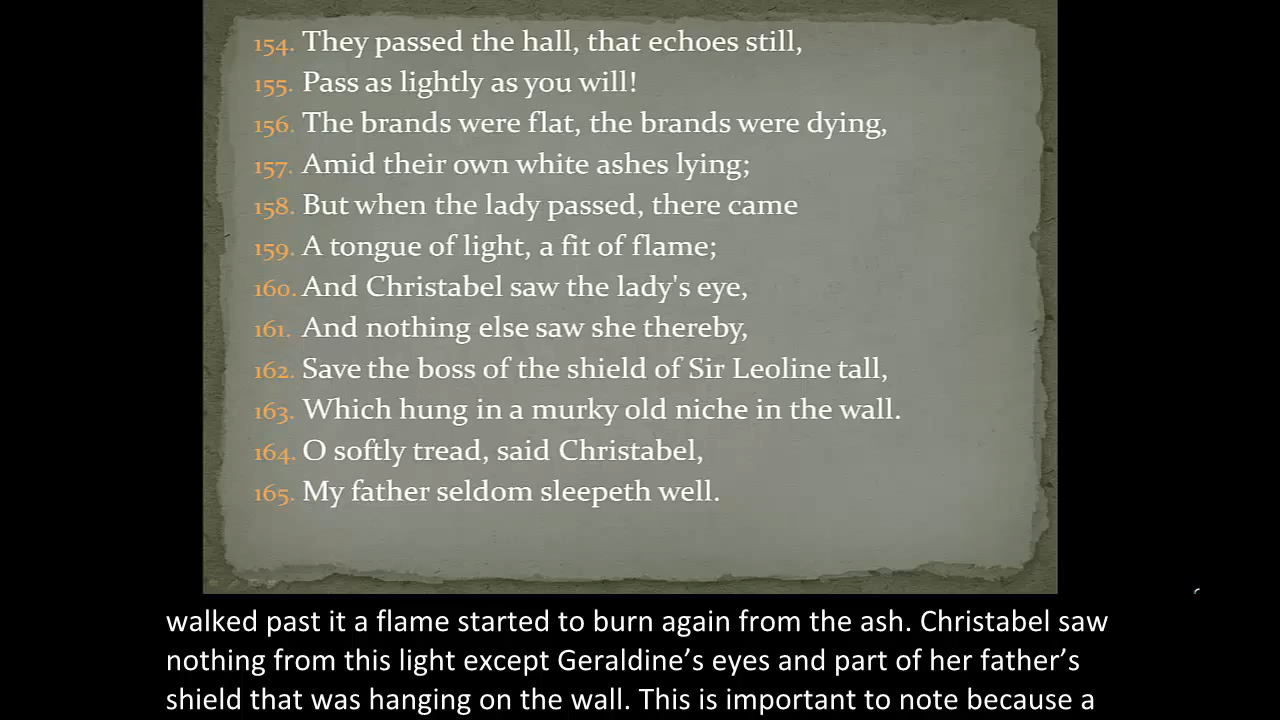 154. They passed the hall, that echoes still,
155. Pass as lightly as you will!
156. The brands were flat, the brands were dying,
157. Amid their own white ashes lying;
158. But when the lady passed, there came
159. A tongue of light, a fit of flame;
160. And Christabel saw the lady's eye,
161. And nothing else saw she thereby,
162. Save the boss of the shield of Sir Leoline tall,
163. Which hung in a murky old niche in the wall.
164. O softly tread, said Christabel,
165. My father seldom sleepeth well.
walked past it a flame started to burn again from the ash. Christabel saw
nothing from this light except Geraldine’s eyes and part of her father’s
shield that was hanging on the wall. This is important to note because a